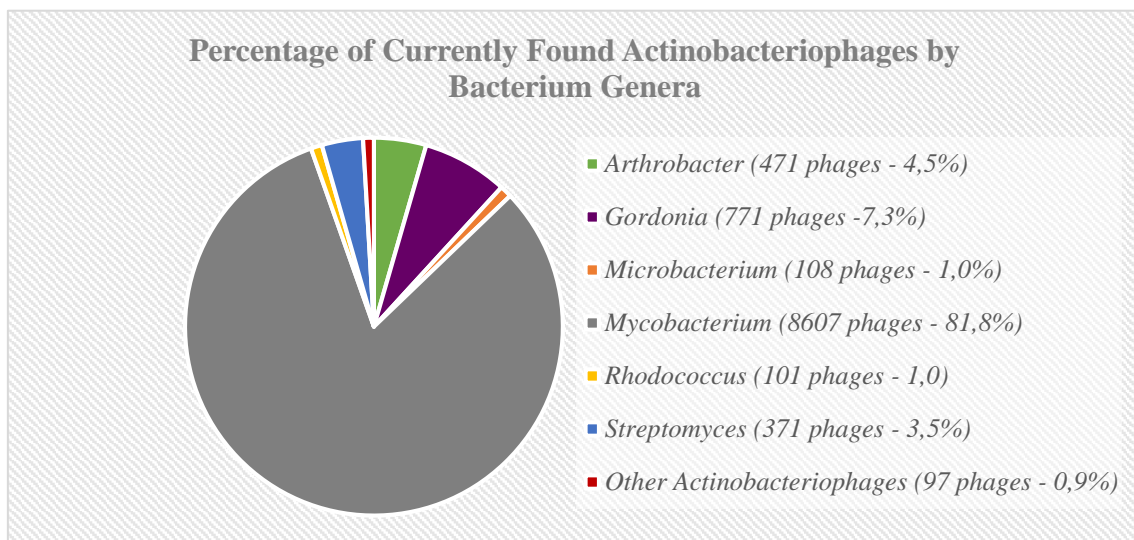 Percentage of Currently Found Actinobacteriophages by
Bacterium Genera
Arthrobacter (471 phages - 4,5%)
Gordonia (771 phages -7,3%)
Microbacterium (108 phages - 1,0%)
Mycobacterium (8607 phages - 81,8%)
Rhodococcus (101 phages - 1,0)
Streptomyces (371 phages - 3,5%)
Other Actinobacteriophages (97 phages - 0,9%)